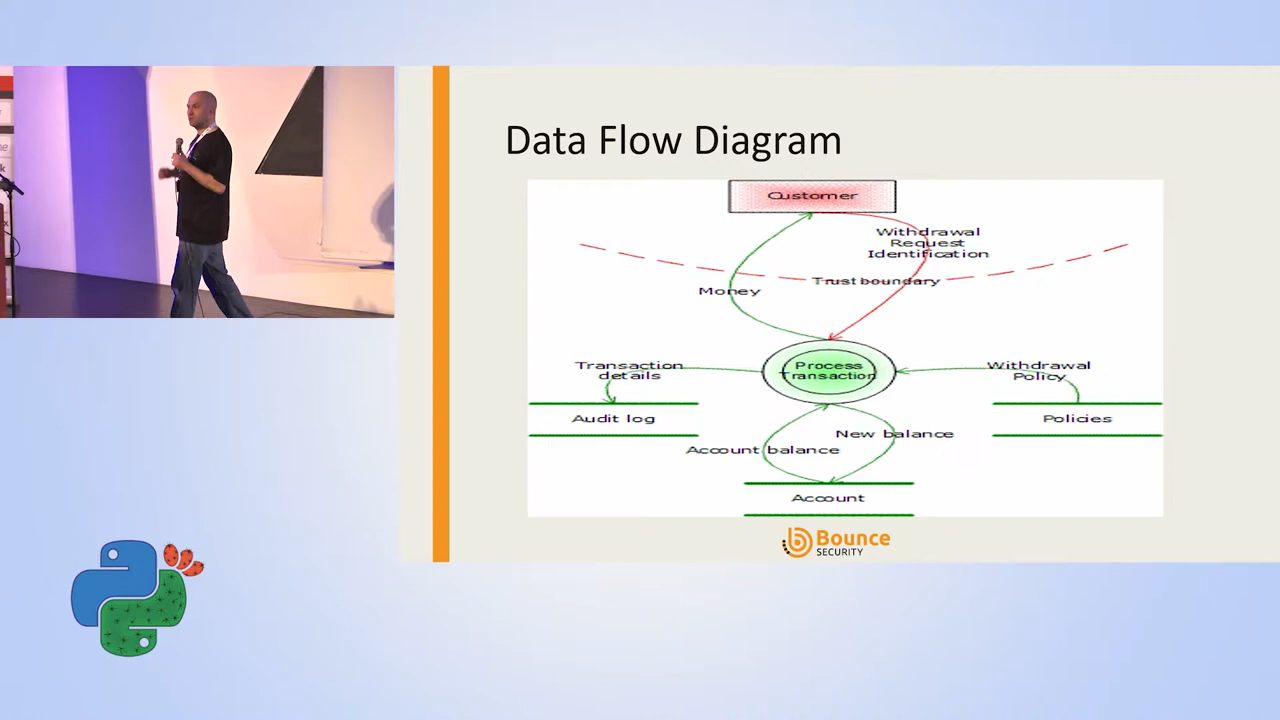 Data Flow Diagram
Customer
Withdrawal
Request
Identification
Trust boundary
Money
Process
Transaction
Transaction
details
Withdrawal
Policy
Audit log
Policies
New balance
Account balance
Account
Bounce
SECURITY